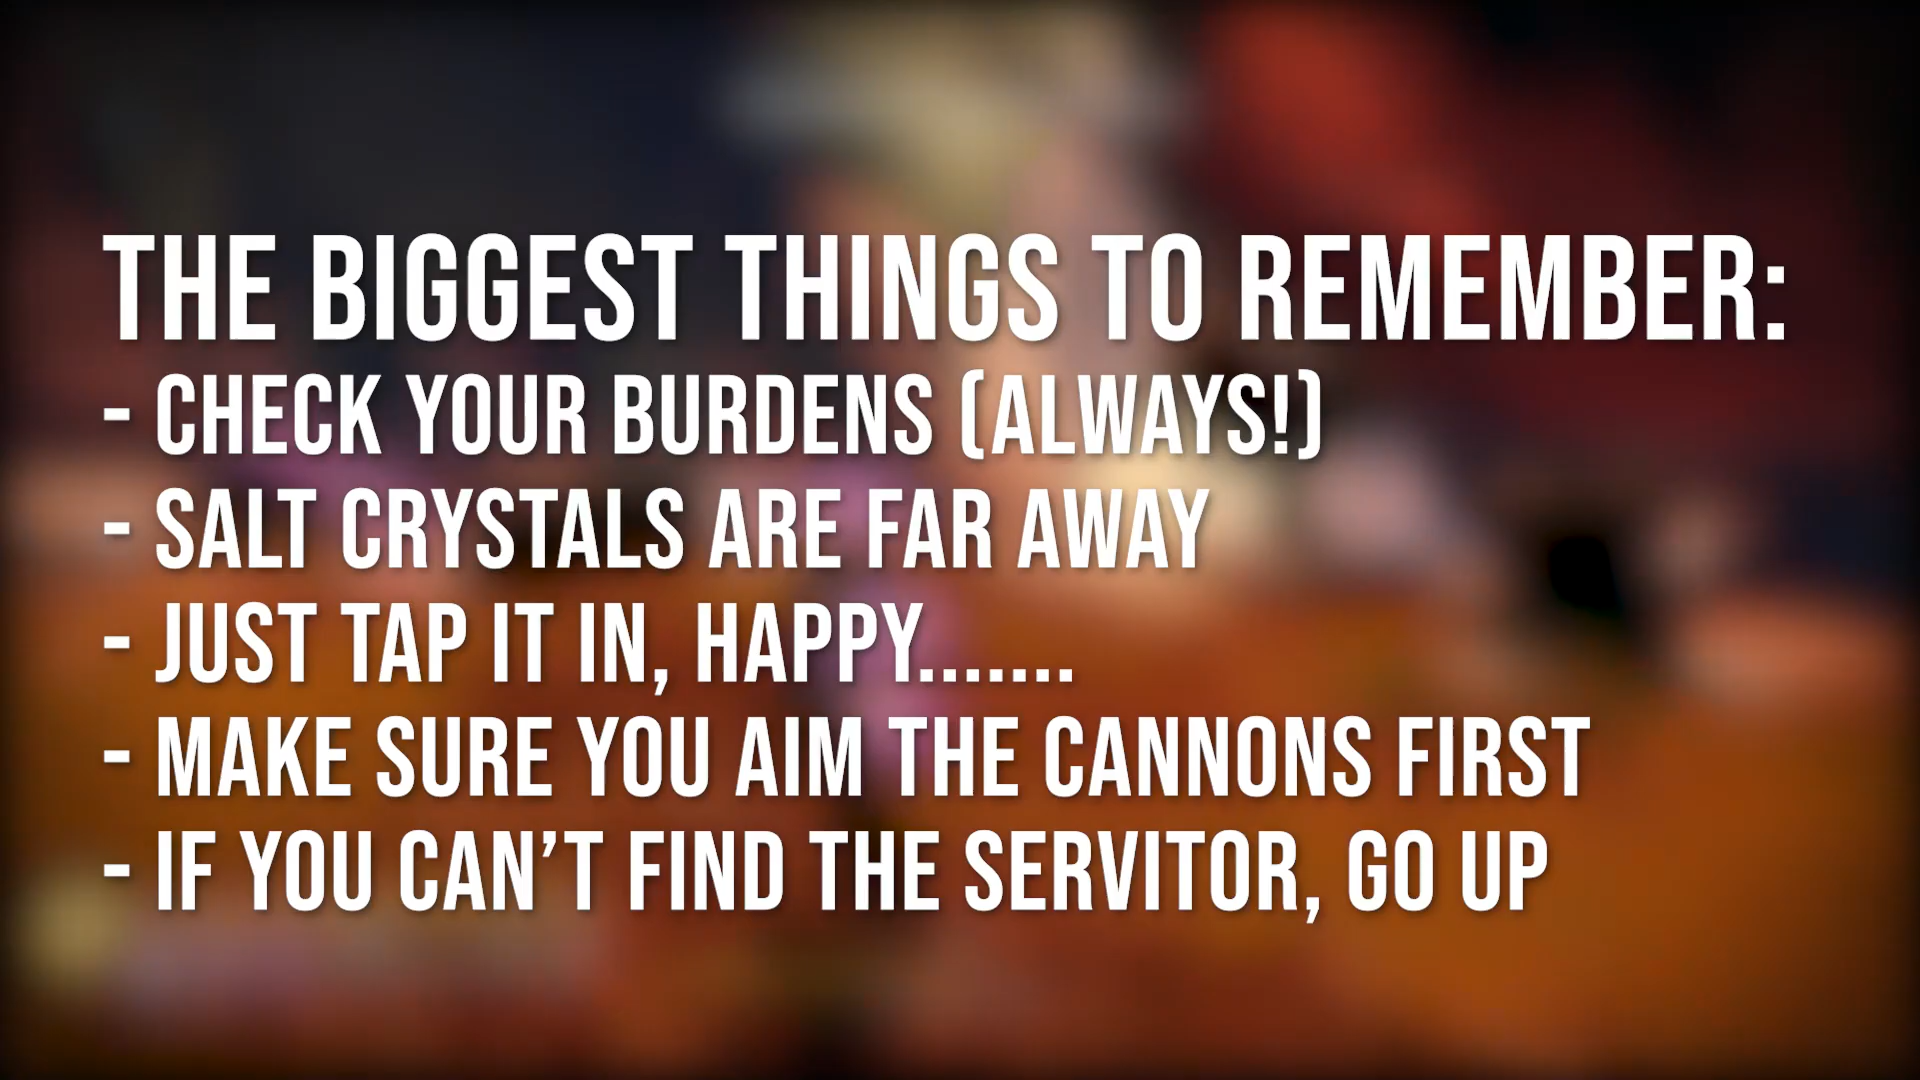 THE BIGGEST THINGS TO REMEMBER:
- CHECK YOUR BURDENS (ALWAYS!)
- SALT CRYSTALS ARE FAR AWAY
- JUST TAP IT IN, HAPPY.......
- MAKE SURE YOU AIM THE CANNONS FIRST
- IF YOU CAN’T FIND THE SERVITOR, GO UP